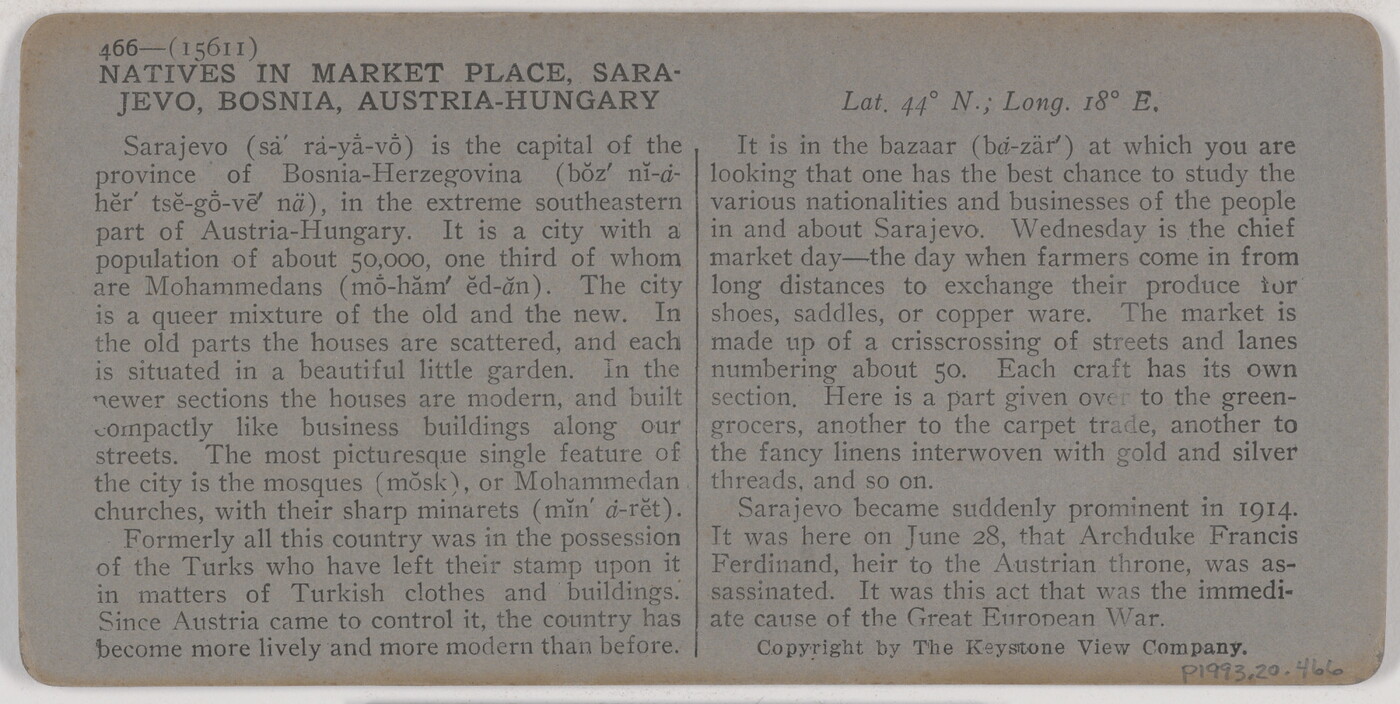 466—(15611)
NATIVES IN MARKET PLACE, SARA-
JEVO, BOSNIA, AUSTRIA-HUNGARY
Sarajevo (sȧ′ rȧ-yǡ-vō̇) is the capital of the
province of Bosnia-Herzegovina (bŏz′ nĭ-ȧ-
hĕr′ tsĕ-gō̇-vē′ nä), in the extreme southeastern
part of Austria-Hungary. It is a city with a
population of about 50,000, one third of whom
are Mohammedans (mō̇-hăm′ ĕd-ăn). The city
is a queer mixture of the old and the new. In
the old parts the houses are scattered, and each
is situated in a beautiful little garden. In the
newer sections the houses are modern, and built
compactly like business buildings along our
streets. The most picturesque single feature of
the city is the mosques (mŏsk), or Mohammedan
churches, with their sharp minarets (mĭn′ ȧ-rĕt).
Formerly all this country was in the possession
of the Turks who have left their stamp upon it
in matters of Turkish clothes and buildings.
Since Austria came to control it, the country has
become more lively and more modern than before.
Lat. 44° N.; Long. 18° E.
It is in the bazaar (bȧ-zär′) at which you are
looking that one has the best chance to study the
various nationalities and businesses of the people
in and about Sarajevo. Wednesday is the chief
market day—the day when farmers come in from
long distances to exchange their produce for
shoes, saddles, or copper ware. The market is
made up of a crisscrossing of streets and lanes
numbering about 50. Each craft has its own
section. Here is a part given over to the green-
grocers, another to the carpet trade, another to
the fancy linens interwoven with gold and silver
threads, and so on.
Sarajevo became suddenly prominent in 1914.
It was here on June 28, that Archduke Francis
Ferdinand, heir to the Austrian throne, was as-
sassinated. It was this act that was the immedi-
ate cause of the Great European War.
Copyright by The Keystone View Company.
P1993.20.466